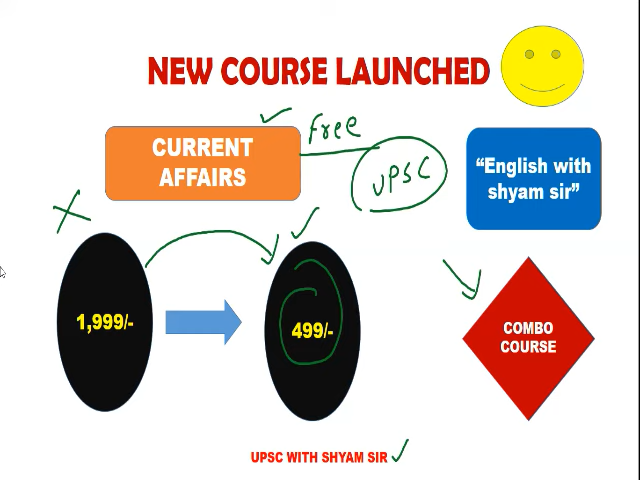 NEW COURSE LAUNCHED
CURRENT
AFFAIRS
Free
UPSC
“English with
shyam sir”
1,999/-
499/-
COMBO
COURSE
UPSC WITH SHYAM SIR